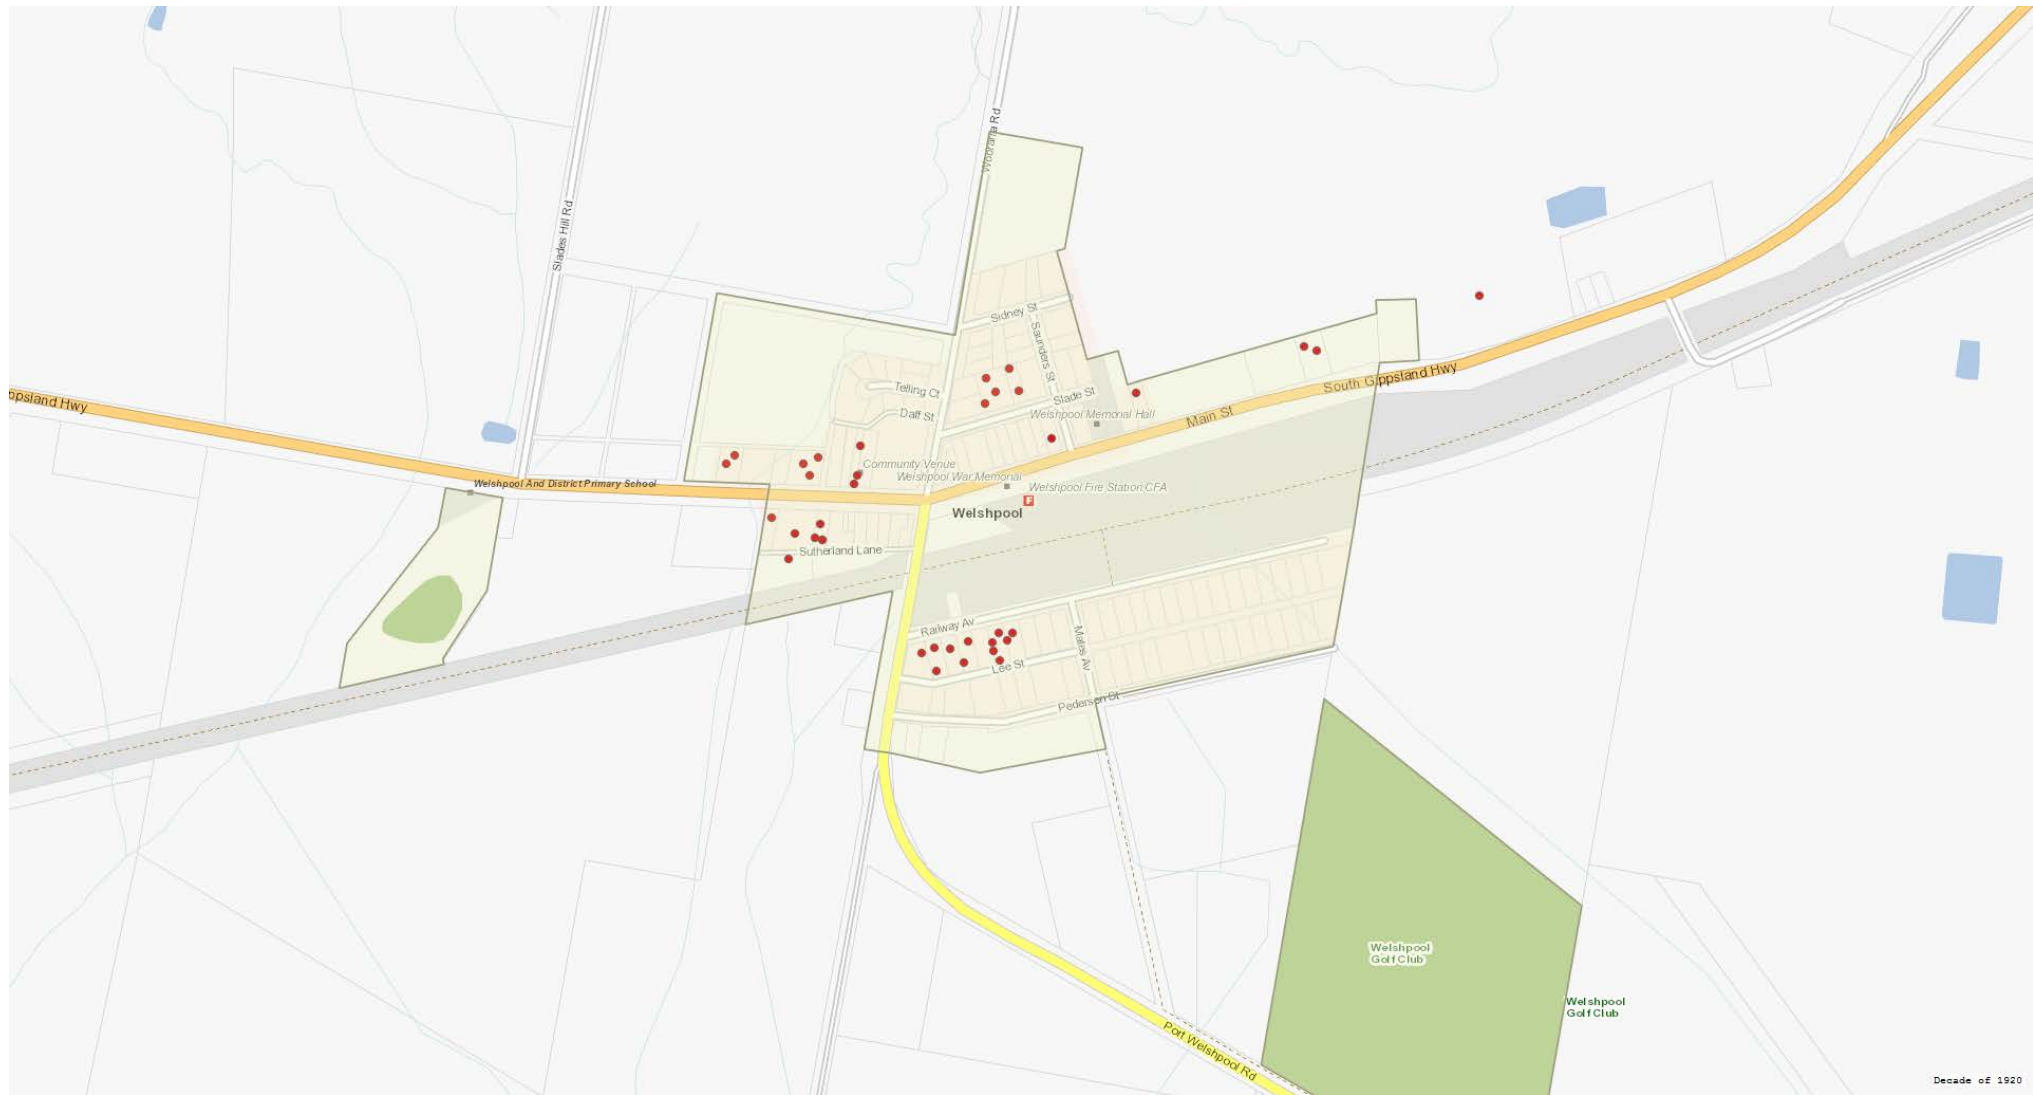 Woorarra Rd
Slades Hill Rd
Sidney St
Saunders St
South Gippsland Hwy
Telling Ct
ppsland Hwy
Slade St
Daff St
Welshpool Memorial Hall
Main St
Community Venue
Welshpool War Memorial
Welshpool And District Primary School
Welshpool Fire Station CFA
F
Welshpool
Sutherland Lane
Railway Av
Males Av
Lee St
Pedersen St
Welshpool
Golf Club
Welshpool
Golf Club
Port Welshpool Rd
Decade of 1920